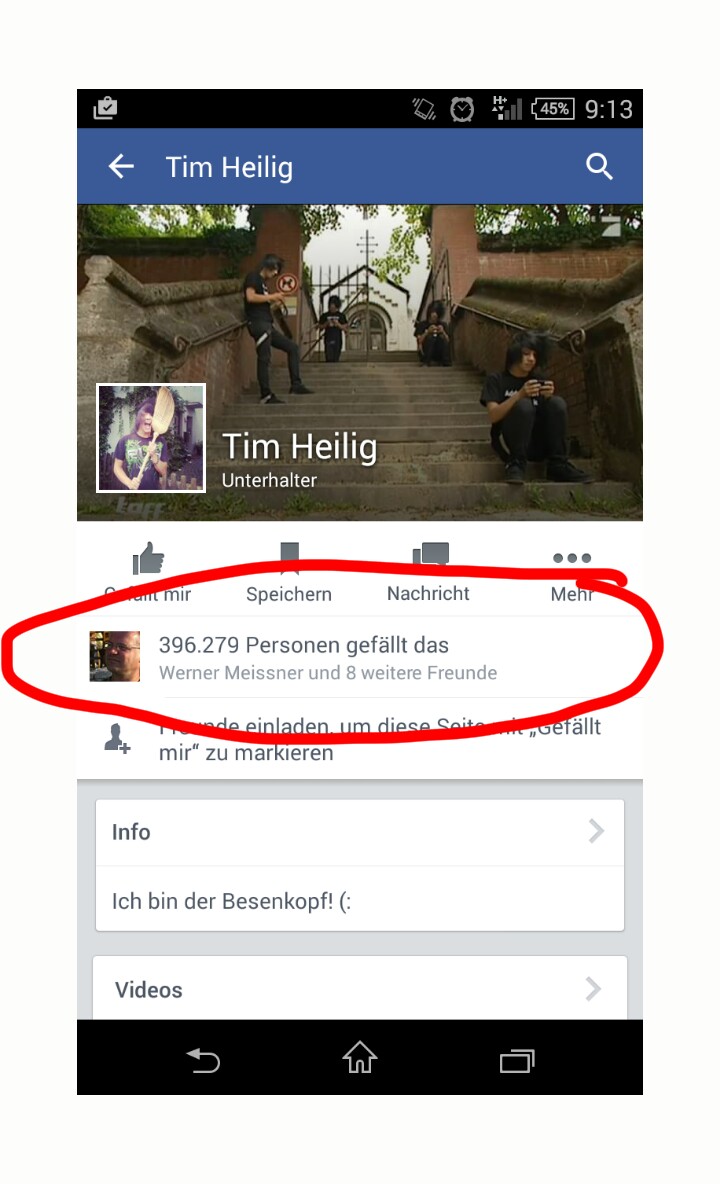 H+ 45% 9:13
Tim Heilig
7
Tim Heilig
Unterhalter
taff
Gefällt mir Speichern Nachricht Mehr
396.279 Personen gefällt das
Werner Meissner und 8 weitere Freunde
Freunde einladen, um diese Seite mit „Gefällt
mir“ zu markieren
Info
Ich bin der Besenkopf! (:
Videos